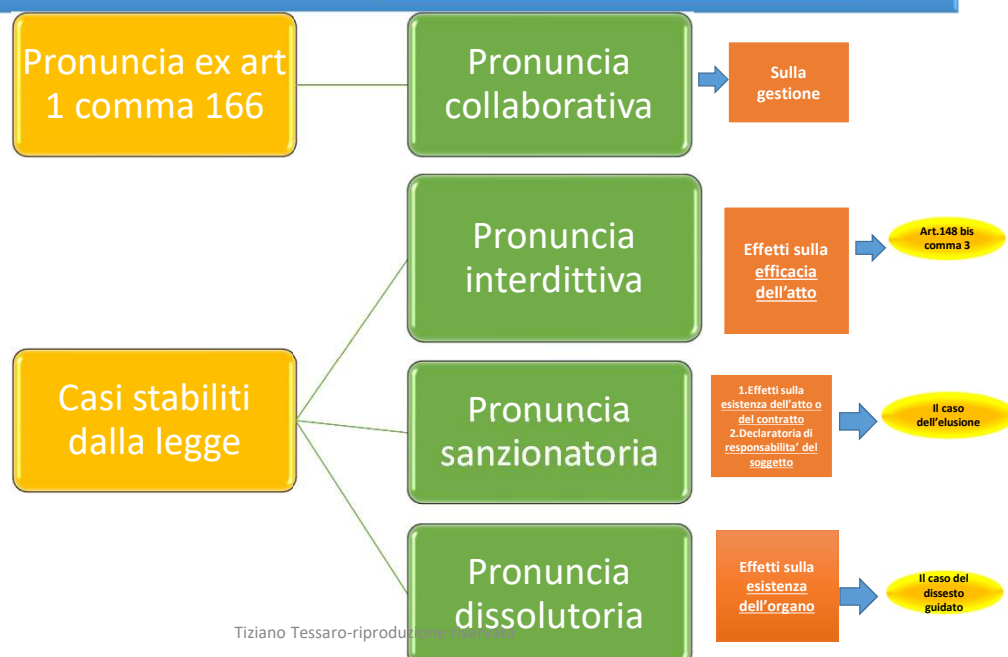 Pronuncia ex art
1 comma 166
Pronuncia
collaborativa
Sulla
gestione
Casi stabiliti
dalla legge
Pronuncia
interdittiva
Effetti sulla
efficacia
dell’atto
Art.148 bis
comma 3
Pronuncia
sanzionatoria
1.Effetti sulla
esistenza dell’atto o
del contratto
2.Declaratoria di
responsabilita’ del
soggetto
Il caso
dell’elusione
Pronuncia
dissolutoria
Effetti sulla
esistenza
dell’organo
Il caso del
dissesto
guidato
Tiziano Tessaro-riproduzione riservata